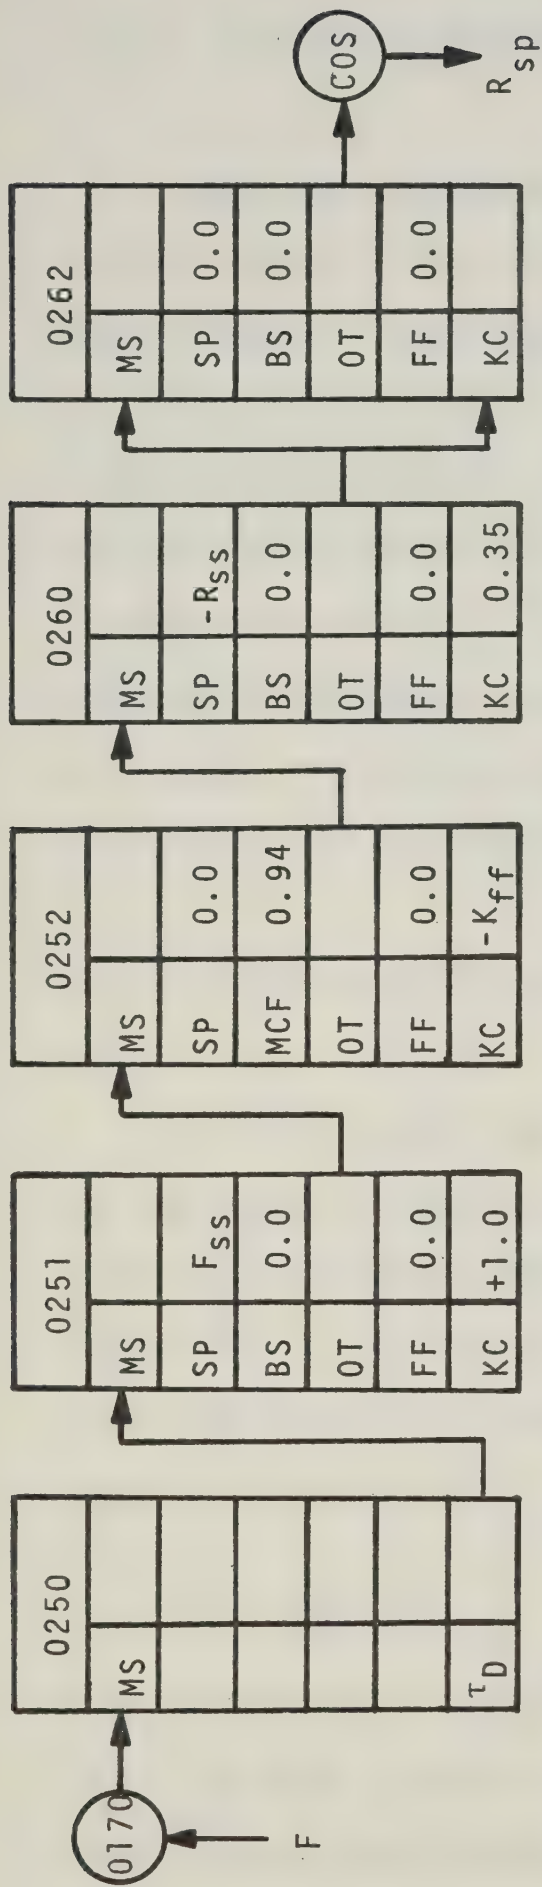 F
0170
0250
MS
τD
0251
MS
SP Fss
BS 0.0
OT
FF 0.0
KC +1.0
0252
MS
SP 0.0
MCF 0.94
OT
FF 0.0
KC -Kff
0260
MS
SP -Rss
BS 0.0
OT
FF 0.0
KC 0.35
0262
MS
SP 0.0
BS 0.0
OT
FF 0.0
KC
COS
Rsp